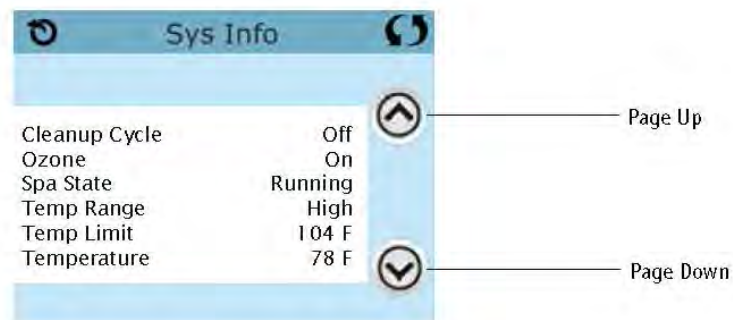 Sys Info
Page Up
Cleanup Cycle Off
Ozone On
Spa State Running
Temp Range High
Temp Limit 104 F
Temperature 78 F
Page Down